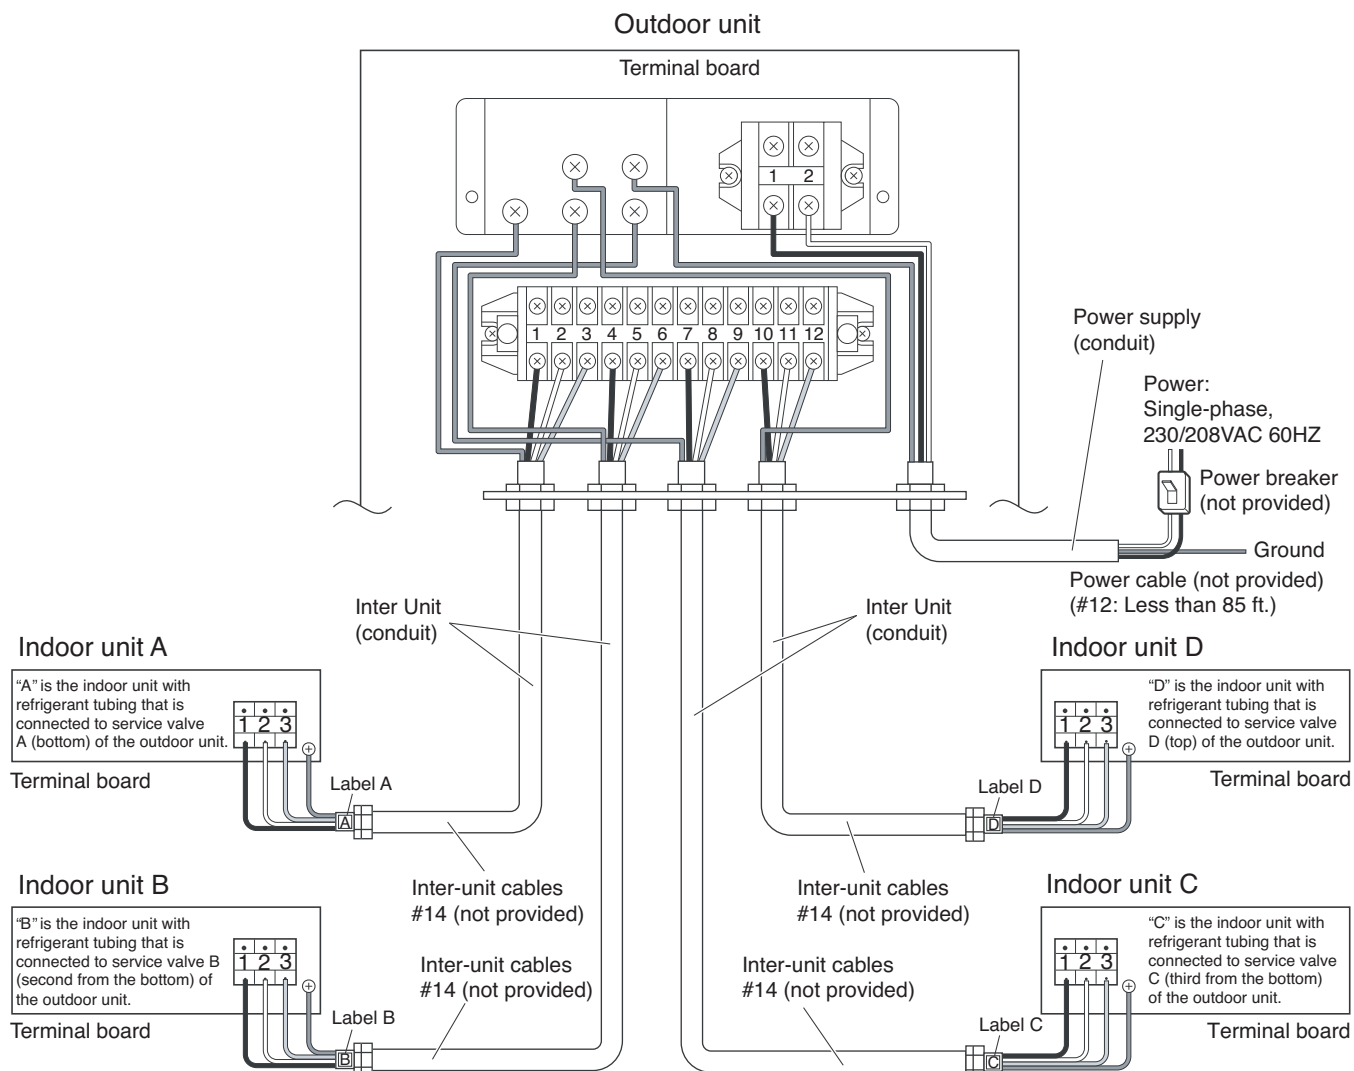 Outdoor unit
Terminal board
1 2
1 2 3 4 5 6 7 8 9 10 11 12
Power supply
(conduit)
Power:
Single-phase,
230/208VAC 60HZ
Power breaker
(not provided)
Ground
Power cable (not provided)
(#12: Less than 85 ft.)
Inter Unit
(conduit)
Inter Unit
(conduit)
Indoor unit A
"A" is the indoor unit with
refrigerant tubing that is
connected to service valve
A (bottom) of the outdoor unit.
1 2 3
Terminal board
Label A
A
Inter-unit cables
#14 (not provided)
Indoor unit D
"D" is the indoor unit with
refrigerant tubing that is
connected to service valve
D (top) of the outdoor unit.
1 2 3
Terminal board
Label D
D
Inter-unit cables
#14 (not provided)
Indoor unit B
"B" is the indoor unit with
refrigerant tubing that is
connected to service valve B
(second from the bottom) of
the outdoor unit.
1 2 3
Terminal board
Label B
B
Inter-unit cables
#14 (not provided)
Indoor unit C
"C" is the indoor unit with
refrigerant tubing that is
connected to service valve
C (third from the bottom)
of the outdoor unit.
1 2 3
Terminal board
Label C
C
Inter-unit cables
#14 (not provided)